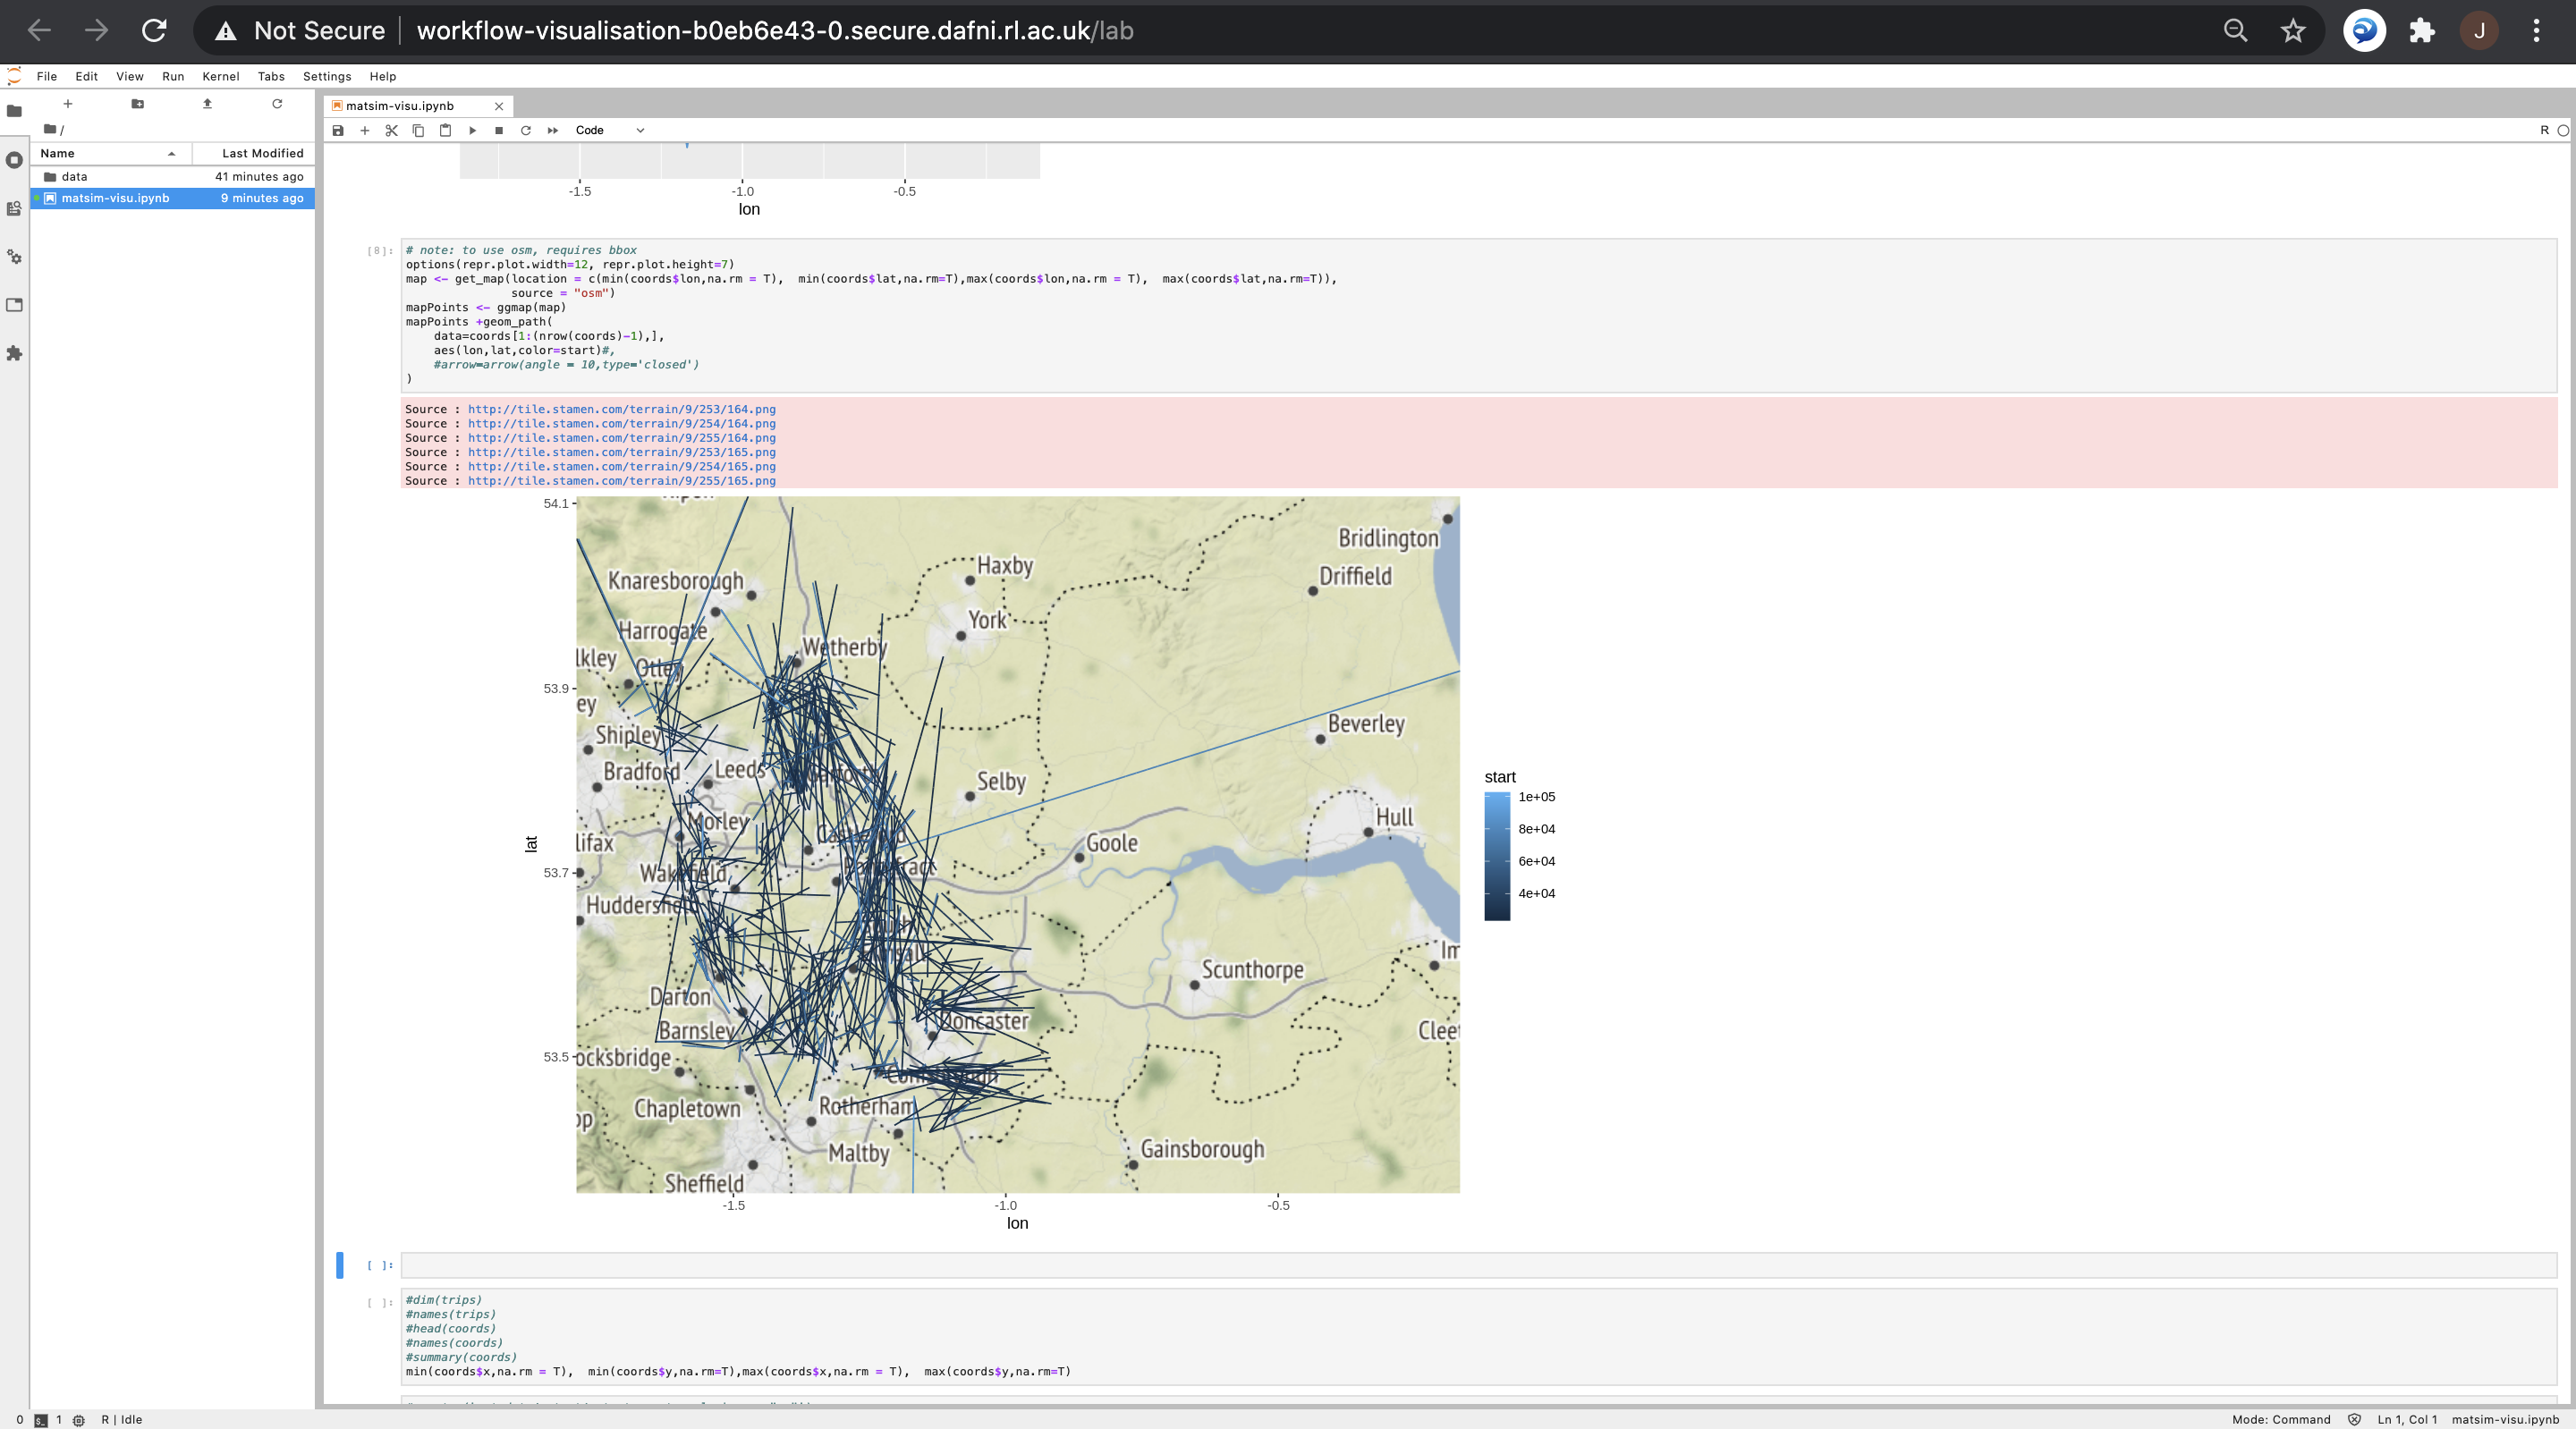 Not Secure workflow-visualisation-b0eb6e43-0.secure.dafni.rl.ac.uk/lab J
File Edit View Run Kernel Tabs Settings Help
matsim-visu.ipynb
/
Code
R
Name Last Modified
data 41 minutes ago
matsim-visu.ipynb 9 minutes ago
-1.5 -1.0 -0.5
lon
[8]:
# note: to use osm, requires bbox
options(repr.plot.width=12, repr.plot.height=7)
map <- get_map(location = c(min(coords$lon,na.rm = T),  min(coords$lat,na.rm=T),max(coords$lon,na.rm = T),  max(coords$lat,na.rm=T)),
source = "osm")
mapPoints <- ggmap(map)
mapPoints +geom_path(
data=coords[1:(nrow(coords)-1),],
aes(lon,lat,color=start)#,
#arrow=arrow(angle = 10,type='closed')
)
Source : http://tile.stamen.com/terrain/9/253/164.png
Source : http://tile.stamen.com/terrain/9/254/164.png
Source : http://tile.stamen.com/terrain/9/255/164.png
Source : http://tile.stamen.com/terrain/9/253/165.png
Source : http://tile.stamen.com/terrain/9/254/165.png
Source : http://tile.stamen.com/terrain/9/255/165.png
54.1
Bridlington
Haxby
Driffield
Knaresborough
York
Harrogate
Wetherby
lkley Otley
53.9
ey
Beverley
Shipley
Bradford Leeds
Selby
start
1e+05
8e+04
6e+04
4e+04
Morley
Hull
lifax
Castleford
Goole
lat
53.7
Wakefield
Pontefract
Huddersfield
Im
Scunthorpe
Darton
Doncaster
Barnsley
Clee
53.5
ocksbridge
Conisbrough
Chapletown
Rotherham
op
Maltby
Gainsborough
Sheffield
-1.5 -1.0 -0.5
lon
[ ]:
[ ]:
#dim(trips)
#names(trips)
#head(coords)
#names(coords)
#summary(coords)
min(coords$x,na.rm = T),  min(coords$y,na.rm=T),max(coords$x,na.rm = T),  max(coords$y,na.rm=T)
0 1 R | Idle Mode: Command Ln 1, Col 1 matsim-visu.ipynb